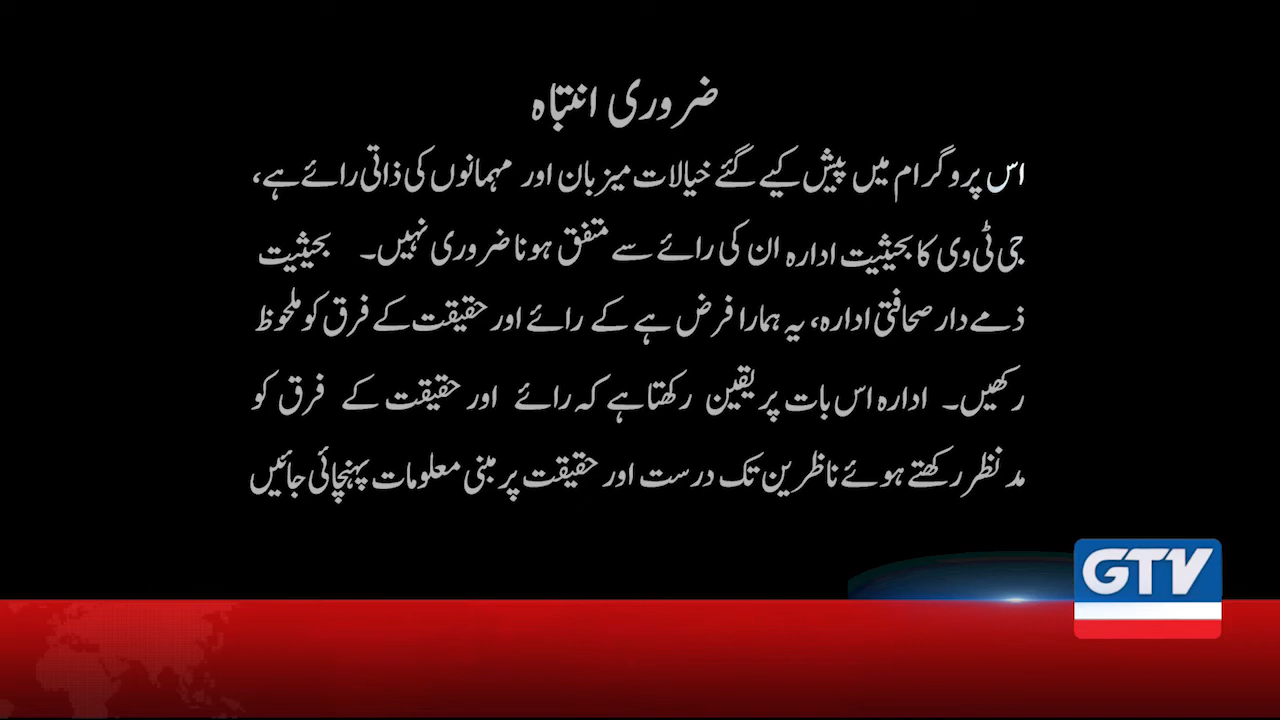 ضروری انتباہ
اس پروگرام میں پیش کیے گئے خیالات میزبان اور مہمانوں کی ذاتی رائے ہے،
جی ٹی وی کا بحیثیت ادارہ ان کی رائے سے متفق ہونا ضروری نہیں۔ بحیثیت
ذمے دار صحافتی ادارہ، یہ ہمارا فرض ہے کے رائے اور حقیقت کے فرق کو ملحوظ
رکھیں۔ ادارہ اس بات پر یقین رکھتا ہے کہ رائے اور حقیقت کے فرق کو
مد نظر رکھتے ہوئے ناظرین تک درست اور حقیقت پر مبنی معلومات پہنچائی جائیں
GTV